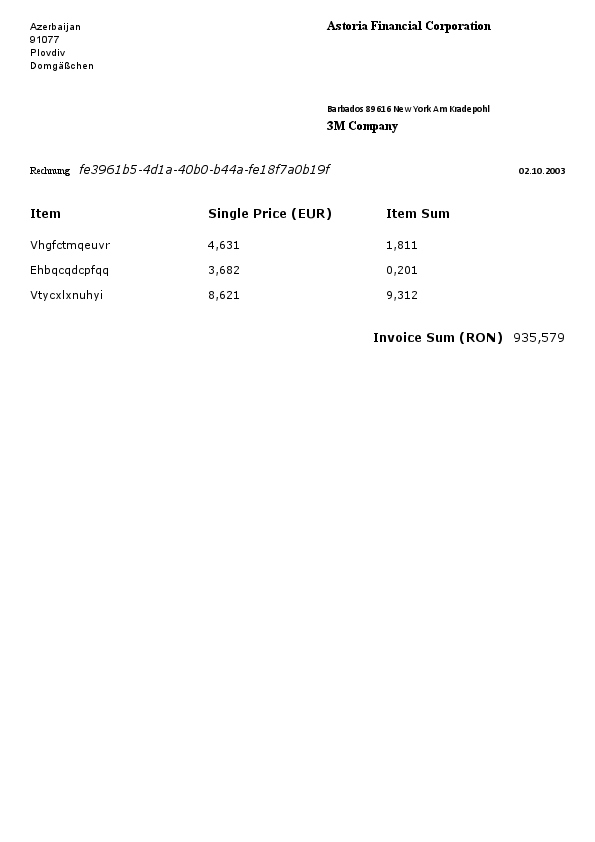 Azerbaijan
91077
Plovdiv
Domgäßchen
Astoria Financial Corporation
Barbados 89616 New York Am Kradepohl
3M Company
Rechnung fe3961b5-4d1a-40b0-b44a-fe18f7a0b19f 02.10.2003
Item Single Price (EUR) Item Sum
Vhgfctmqeuvr 4,631 1,811
Ehbqcqdcpfqq 3,682 0,201
Vtycxlxnuhyi 8,621 9,312
Invoice Sum (RON) 935,579